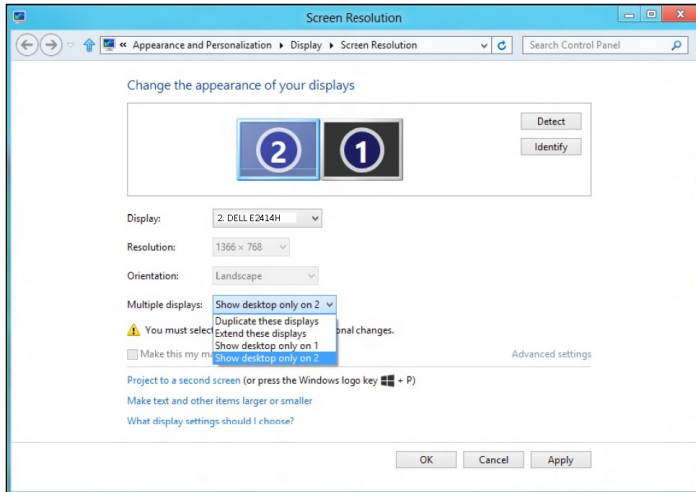 Screen Resolution
« Appearance and Personalization ▸ Display ▸ Screen Resolution
Search Control Panel
Change the appearance of your displays
2
1
Detect
Identify
Display: 2. DELL E2414H
Resolution: 1366 × 768
Orientation: Landscape
Multiple displays: Show desktop only on 2
Duplicate these displays
Extend these displays
Show desktop only on 1
Show desktop only on 2
You must select onal changes.
Make this my m
Advanced settings
Project to a second screen (or press the Windows logo key + P)
Make text and other items larger or smaller
What display settings should I choose?
OK Cancel Apply